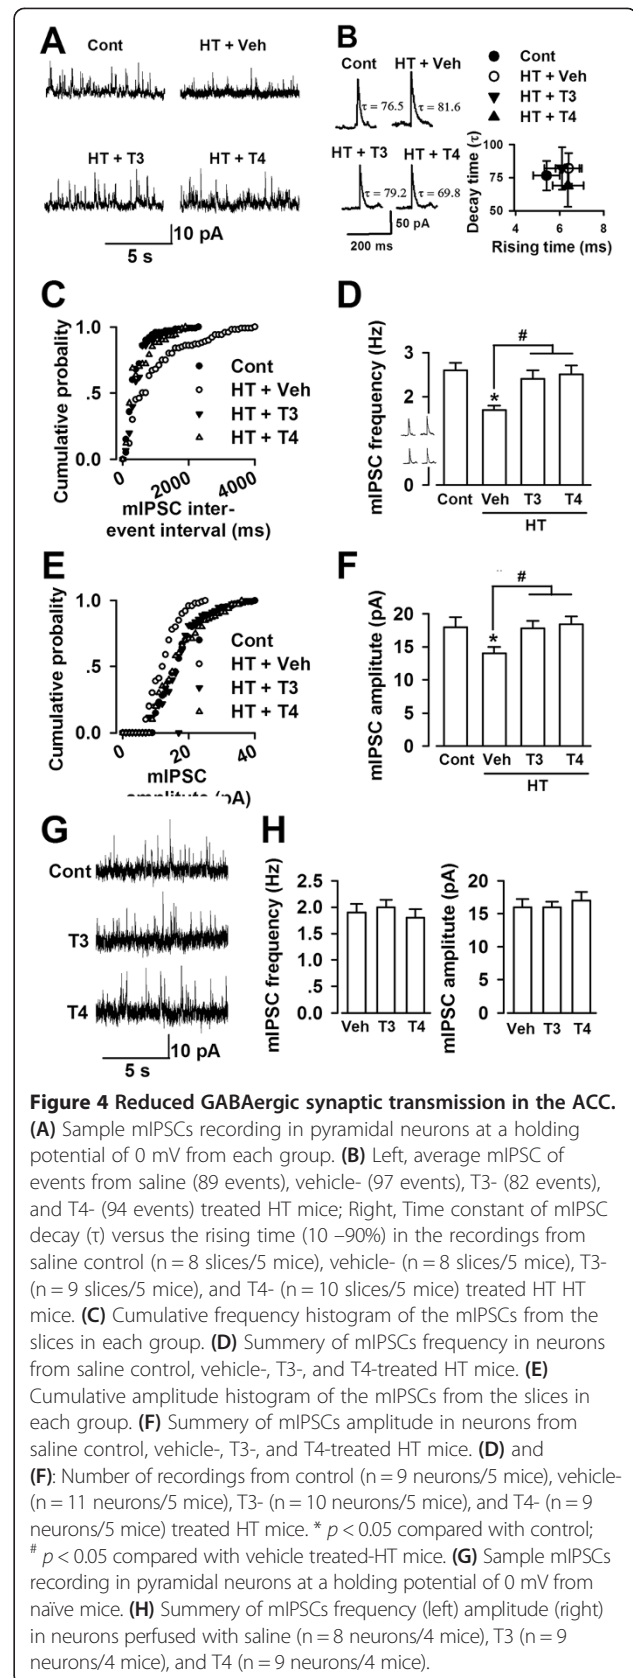 A
Cont
HT + Veh
HT + T3
HT + T4
10 pA
5 s
B
Cont
HT + Veh
τ = 76.5
τ = 81.6
HT + T3
HT + T4
τ = 79.2
τ = 69.8
50 pA
200 ms
Cont
HT + Veh
HT + T3
HT + T4
Decay time (τ)
100
75
50
4
6
8
Rising time (ms)
C
Cumulative probality
1.0
.5
0.0
Cont
HT + Veh
HT + T3
HT + T4
0
2000
4000
mIPSC inter-
event interval (ms)
D
mIPSC frequency (Hz)
3
2
0
*
#
Cont
Veh
T3
T4
HT
E
Cumulative probality
1.0
.5
0.0
Cont
HT + Veh
HT + T3
HT + T4
0
20
40
mIPSC
amplitute (pA)
F
mIPSC amplitude (pA)
20
15
10
5
0
*
#
Cont
Veh
T3
T4
HT
G
Cont
T3
T4
10 pA
5 s
H
mIPSC frequency (Hz)
2.5
2.0
1.5
1.0
.5
0.0
Veh
T3
T4
mIPSC amplitude (pA)
20
15
10
5
0
Veh
T3
T4
Figure 4 Reduced GABAergic synaptic transmission in the ACC.
(A) Sample mIPSCs recording in pyramidal neurons at a holding
potential of 0 mV from each group. (B) Left, average mIPSC of
events from saline (89 events), vehicle- (97 events), T3- (82 events),
and T4- (94 events) treated HT mice; Right, Time constant of mIPSC
decay (τ) versus the rising time (10 –90%) in the recordings from
saline control (n = 8 slices/5 mice), vehicle- (n = 8 slices/5 mice), T3-
(n = 9 slices/5 mice), and T4- (n = 10 slices/5 mice) treated HT HT
mice. (C) Cumulative frequency histogram of the mIPSCs from the
slices in each group. (D) Summery of mIPSCs frequency in neurons
from saline control, vehicle-, T3-, and T4-treated HT mice. (E)
Cumulative amplitude histogram of the mIPSCs from the slices in
each group. (F) Summery of mIPSCs amplitude in neurons from
saline control, vehicle-, T3-, and T4-treated HT mice. (D) and
(F): Number of recordings from control (n = 9 neurons/5 mice), vehicle-
(n = 11 neurons/5 mice), T3- (n = 10 neurons/5 mice), and T4- (n = 9
neurons/5 mice) treated HT mice. * p < 0.05 compared with control;
# p < 0.05 compared with vehicle treated-HT mice. (G) Sample mIPSCs
recording in pyramidal neurons at a holding potential of 0 mV from
naïve mice. (H) Summery of mIPSCs frequency (left) amplitude (right)
in neurons perfused with saline (n = 8 neurons/4 mice), T3 (n = 9
neurons/4 mice), and T4 (n = 9 neurons/4 mice).